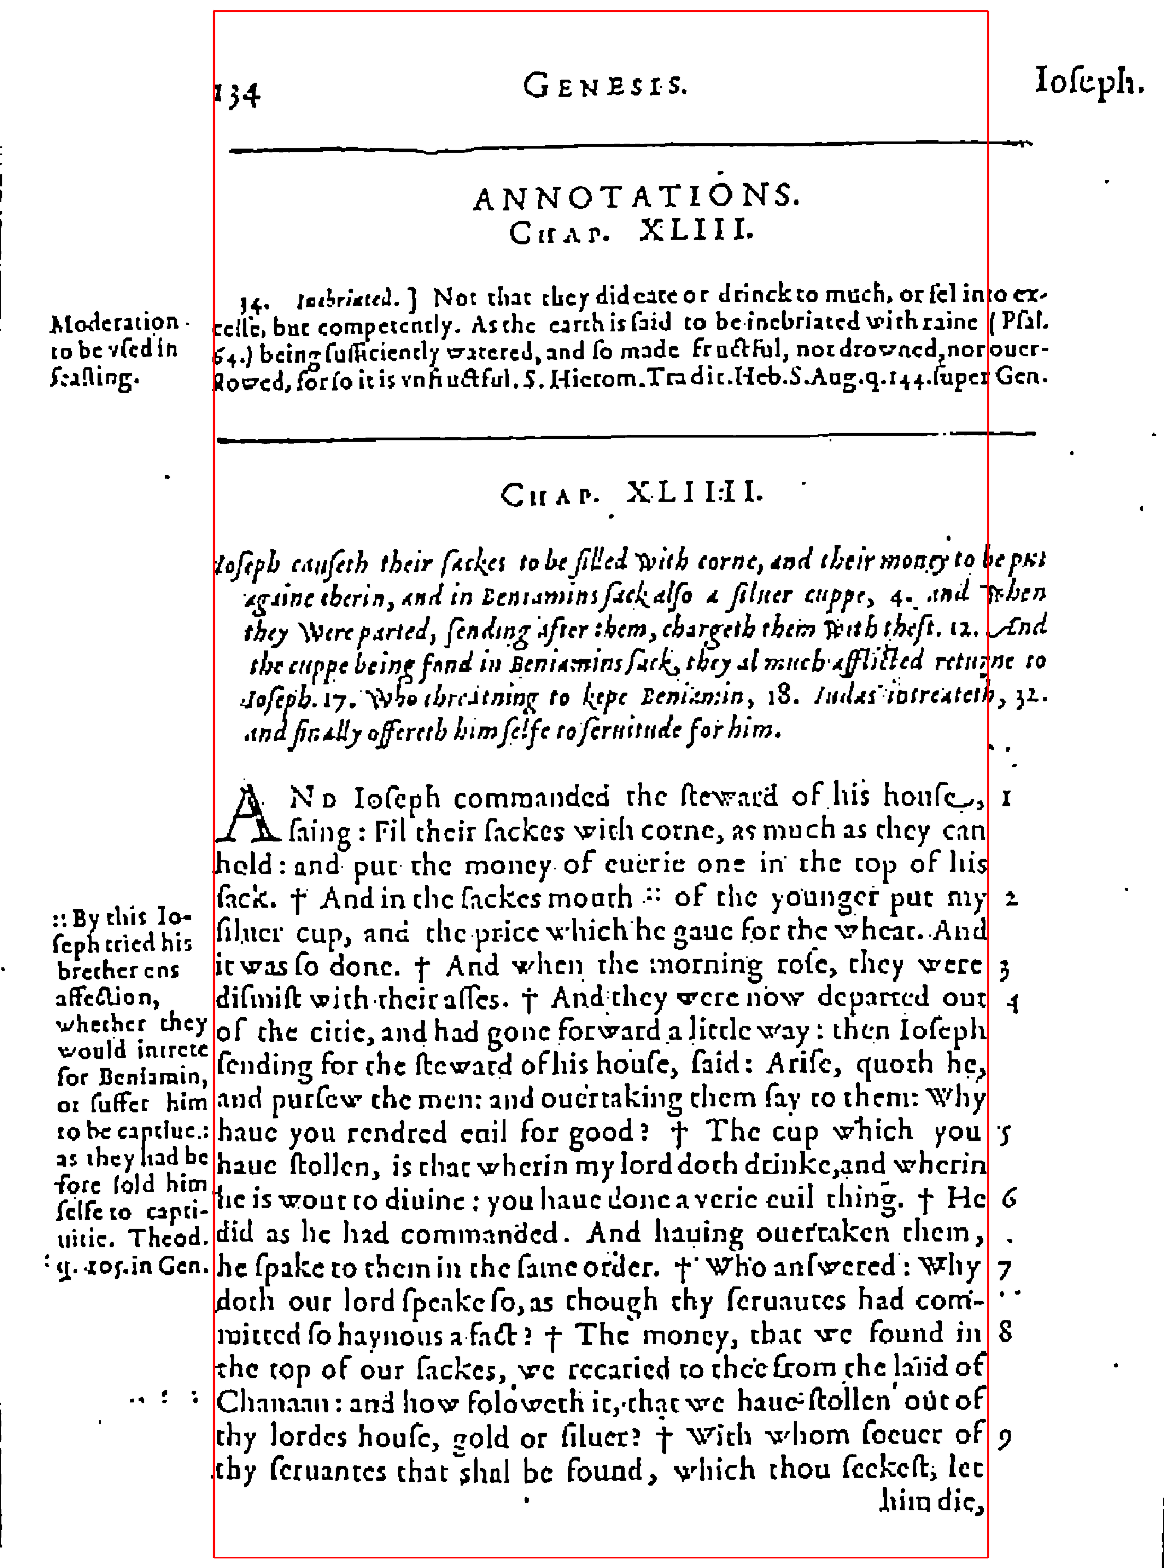 134 GENESIS. Ioſeph.
ANNOTATIONS.
CHAP. XLIII.
34. Inebriated. ] Not that they did eate or drinck to much, or fel into ex-
ceſſe, but competently. As the earth is ſaid to be inebriated with raine ( Pſal.
64.) being ſufficiently watered, and ſo made fructful, not drowned, nor ouer-
flowed, for ſo it is vnfructful. S. Hierom. Tradit. Heb. S. Aug. q. 144. ſuper Gen.
Moderation
to be vſed in
feaſting.
CHAP. XLIIII.
Ioſeph cauſeth their ſackes to be filled with corne, and their money to be put
againe therin, and in Beniamins ſack alſo a ſiluer cuppe, 4. and when
they were parted, ſending after them, chargeth them with theft. 12. And
the cuppe being fond in Beniamins ſack, they al much afflicted returne to
Ioſeph. 17. Who threatning to kepe Beniamin, 18. Iudas intreateth, 32.
and finally offereth himſelfe to ſeruitude for him.
AND Ioſeph commanded the ſteward of his houſe, 1
ſaing: Fil their ſackes with corne, as much as they can
hold: and put the money of euerie one in the top of his
ſack. † And in the ſackes mouth :: of the younger put my 2
ſiluer cup, and the price which he gaue for the wheat. And
it was ſo done. † And when the morning roſe, they were 3
diſmiſt with their aſſes. † And they were now departed out 4
of the citie, and had gone forward a little way: then Ioſeph
ſending for the ſteward of his houſe, ſaid: Ariſe, quoth he,
and purſew the men: and ouertaking them ſay to them: Why
haue you rendred euil for good? † The cup which you 5
haue ſtollen, is that wherin my lord doth drinke, and wherin
he is wont to diuine: you haue done a verie euil thing. † He 6
did as he had commanded. And hauing ouertaken them,
he ſpake to them in the ſame order. † Who anſwered: Why 7
doth our lord ſpeake ſo, as though thy ſeruantes had com-
mitted ſo haynous a fact? † The money, that we found in 8
the top of our ſackes, we recaried to thee from the land of
Chanaan: and how foloweth it, that we haue ſtollen out of
thy lordes houſe, gold or ſiluer? † With whom ſoeuer of 9
thy ſeruantes that shal be found, which thou ſeekeſt, let
him die,
:: By this Io-
ſeph tried his
bretherens
affection,
whether they
would intrete
for Beniamin,
or ſuffer him
to be captiue:
as they had be
fore ſold him
ſelfe to capti-
uitie. Theod.
q. 105. in Gen.